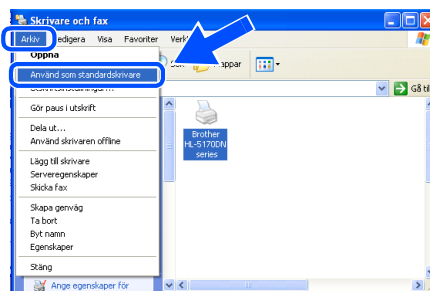 Skrivare och fax
Arkiv Redigera Visa Favoriter
Öppna
Använd som standardskrivare
Gör paus i utskrift
Dela ut...
Använd skrivaren offline
Lägg till skrivare
Serveregenskaper
Skicka fax
Skapa genväg
Ta bort
Byt namn
Egenskaper
Stäng
Gå til
Brother
HL-5170DN
series
Ange egenskaper för